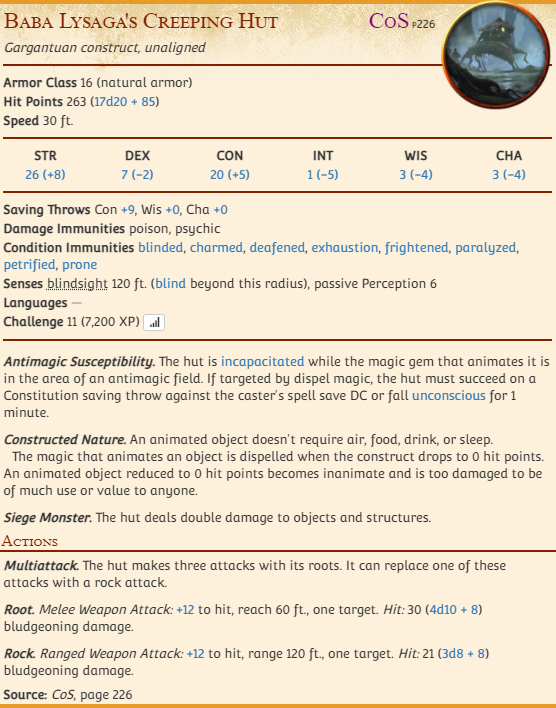 Baba Lysaga's Creeping Hut CoS p226
Gargantuan construct, unaligned
Armor Class 16 (natural armor)
Hit Points 263 (17d20 + 85)
Speed 30 ft.
STR DEX CON INT WIS CHA
26 (+8) 7 (−2) 20 (+5) 1 (−5) 3 (−4) 3 (−4)
Saving Throws Con +9, Wis +0, Cha +0
Damage Immunities poison, psychic
Condition Immunities blinded, charmed, deafened, exhaustion, frightened, paralyzed,
petrified, prone
Senses blindsight 120 ft. (blind beyond this radius), passive Perception 6
Languages —
Challenge 11 (7,200 XP)
Antimagic Susceptibility. The hut is incapacitated while the magic gem that animates it is
in the area of an antimagic field. If targeted by dispel magic, the hut must succeed on a
Constitution saving throw against the caster's spell save DC or fall unconscious for 1
minute.
Constructed Nature. An animated object doesn't require air, food, drink, or sleep.
The magic that animates an object is dispelled when the construct drops to 0 hit points.
An animated object reduced to 0 hit points becomes inanimate and is too damaged to be
of much use or value to anyone.
Siege Monster. The hut deals double damage to objects and structures.
Actions
Multiattack. The hut makes three attacks with its roots. It can replace one of these
attacks with a rock attack.
Root. Melee Weapon Attack: +12 to hit, reach 60 ft., one target. Hit: 30 (4d10 + 8)
bludgeoning damage.
Rock. Ranged Weapon Attack: +12 to hit, range 120 ft., one target. Hit: 21 (3d8 + 8)
bludgeoning damage.
Source: CoS, page 226